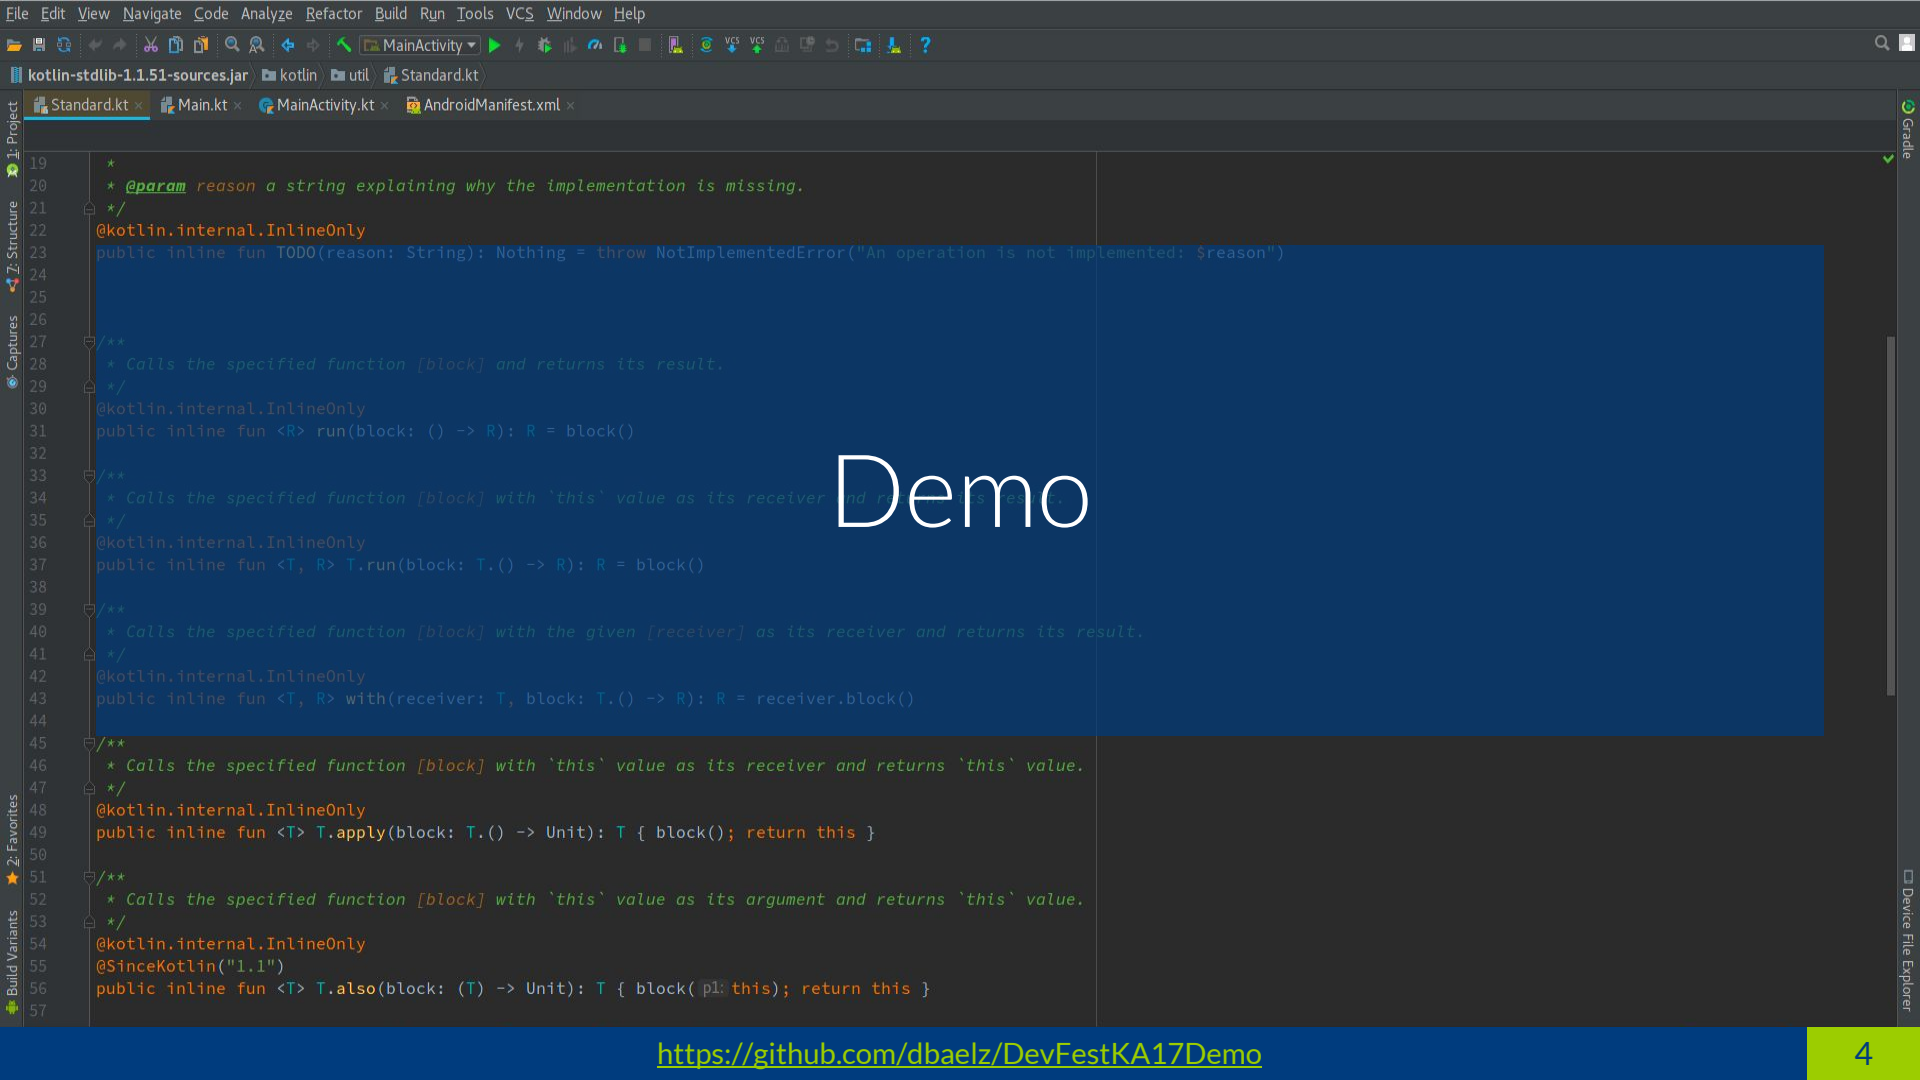 File Edit View Navigate Code Analyze Refactor Build Run Tools VCS Window Help
MainActivity
VCS VCS
kotlin-stdlib-1.1.51-sources.jar kotlin util Standard.kt
Standard.kt Main.kt MainActivity.kt AndroidManifest.xml
1: Project
7: Structure
Captures
2: Favorites
Build Variants
Gradle
Device File Explorer
19 *
20 * @param reason a string explaining why the implementation is missing.
21 */
22 @kotlin.internal.InlineOnly
23 public inline fun TODO(reason: String): Nothing = throw NotImplementedError("An operation is not implemented: $reason")
24
25
26
27 /**
28 * Calls the specified function [block] and returns its result.
29 */
30 @kotlin.internal.InlineOnly
31 public inline fun <R> run(block: () -> R): R = block()
32
33 /**
34 * Calls the specified function [block] with `this` value as its receiver and returns its result.
35 */
36 @kotlin.internal.InlineOnly
37 public inline fun <T, R> T.run(block: T.() -> R): R = block()
38
39 /**
40 * Calls the specified function [block] with the given [receiver] as its receiver and returns its result.
41 */
42 @kotlin.internal.InlineOnly
43 public inline fun <T, R> with(receiver: T, block: T.() -> R): R = receiver.block()
44
45 /**
46 * Calls the specified function [block] with `this` value as its receiver and returns `this` value.
47 */
48 @kotlin.internal.InlineOnly
49 public inline fun <T> T.apply(block: T.() -> Unit): T { block(); return this }
50
51 /**
52 * Calls the specified function [block] with `this` value as its argument and returns `this` value.
53 */
54 @kotlin.internal.InlineOnly
55 @SinceKotlin("1.1")
56 public inline fun <T> T.also(block: (T) -> Unit): T { block( p1: this); return this }
57
Demo
https://github.com/dbaelz/DevFestKA17Demo
4